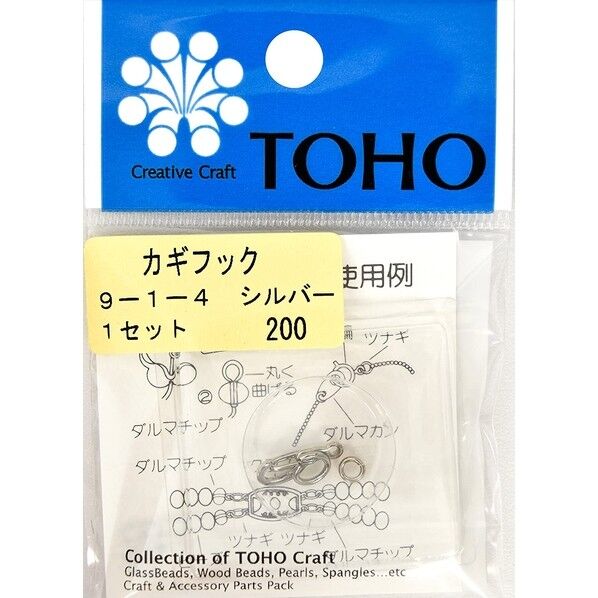 Creative Craft
TOHO
カギフック
9-1-4 シルバー
1セット 200
使用例
ツナギ
丸く
② 曲げる
ダルマチップ
ダルマカン
ダルマチップ
ツナギ ツナギ ダルマチップ
Collection of TOHO Craft
GlassBeads, Wood Beads, Pearls, Spangles...etc
Craft & Accessory Parts Pack